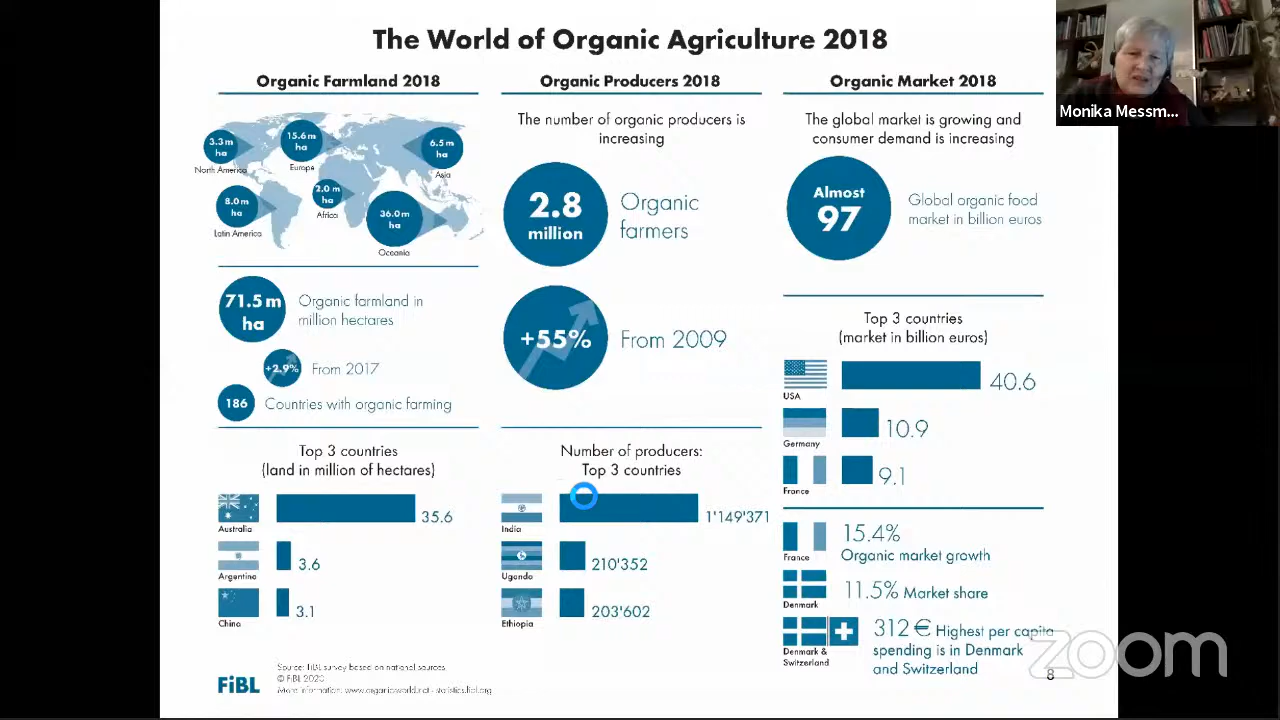 The World of Organic Agriculture 2018
Organic Farmland 2018
3.3 m
ha
North America
15.6 m
ha
Europe
6.5 m
ha
Asia
8.0 m
ha
Latin America
2.0 m
ha
Africa
36.0 m
ha
Oceania
71.5 m
ha
Organic farmland in
million hectares
+2.9%
From 2017
186
Countries with organic farming
Top 3 countries
(land in million of hectares)
Australia
35.6
Argentina
3.6
China
3.1
Organic Producers 2018
The number of organic producers is
increasing
2.8
million
Organic
farmers
+55%
From 2009
Number of producers:
Top 3 countries
India
1'149'371
Uganda
210'352
Ethiopia
203'602
Organic Market 2018
The global market is growing and
consumer demand is increasing
Almost
97
Global organic food
market in billion euros
Top 3 countries
(market in billion euros)
USA
40.6
Germany
10.9
France
9.1
France
15.4%
Organic market growth
Denmark
11.5% Market share
Denmark &
Switzerland
312 € Highest per capita
spending is in Denmark
and Switzerland
FiBL
Source: FiBL survey based on national sources
© FiBL 2020
More information: www.organic-world.net - statistics.fibl.org
8
zoom
Monika Messm...